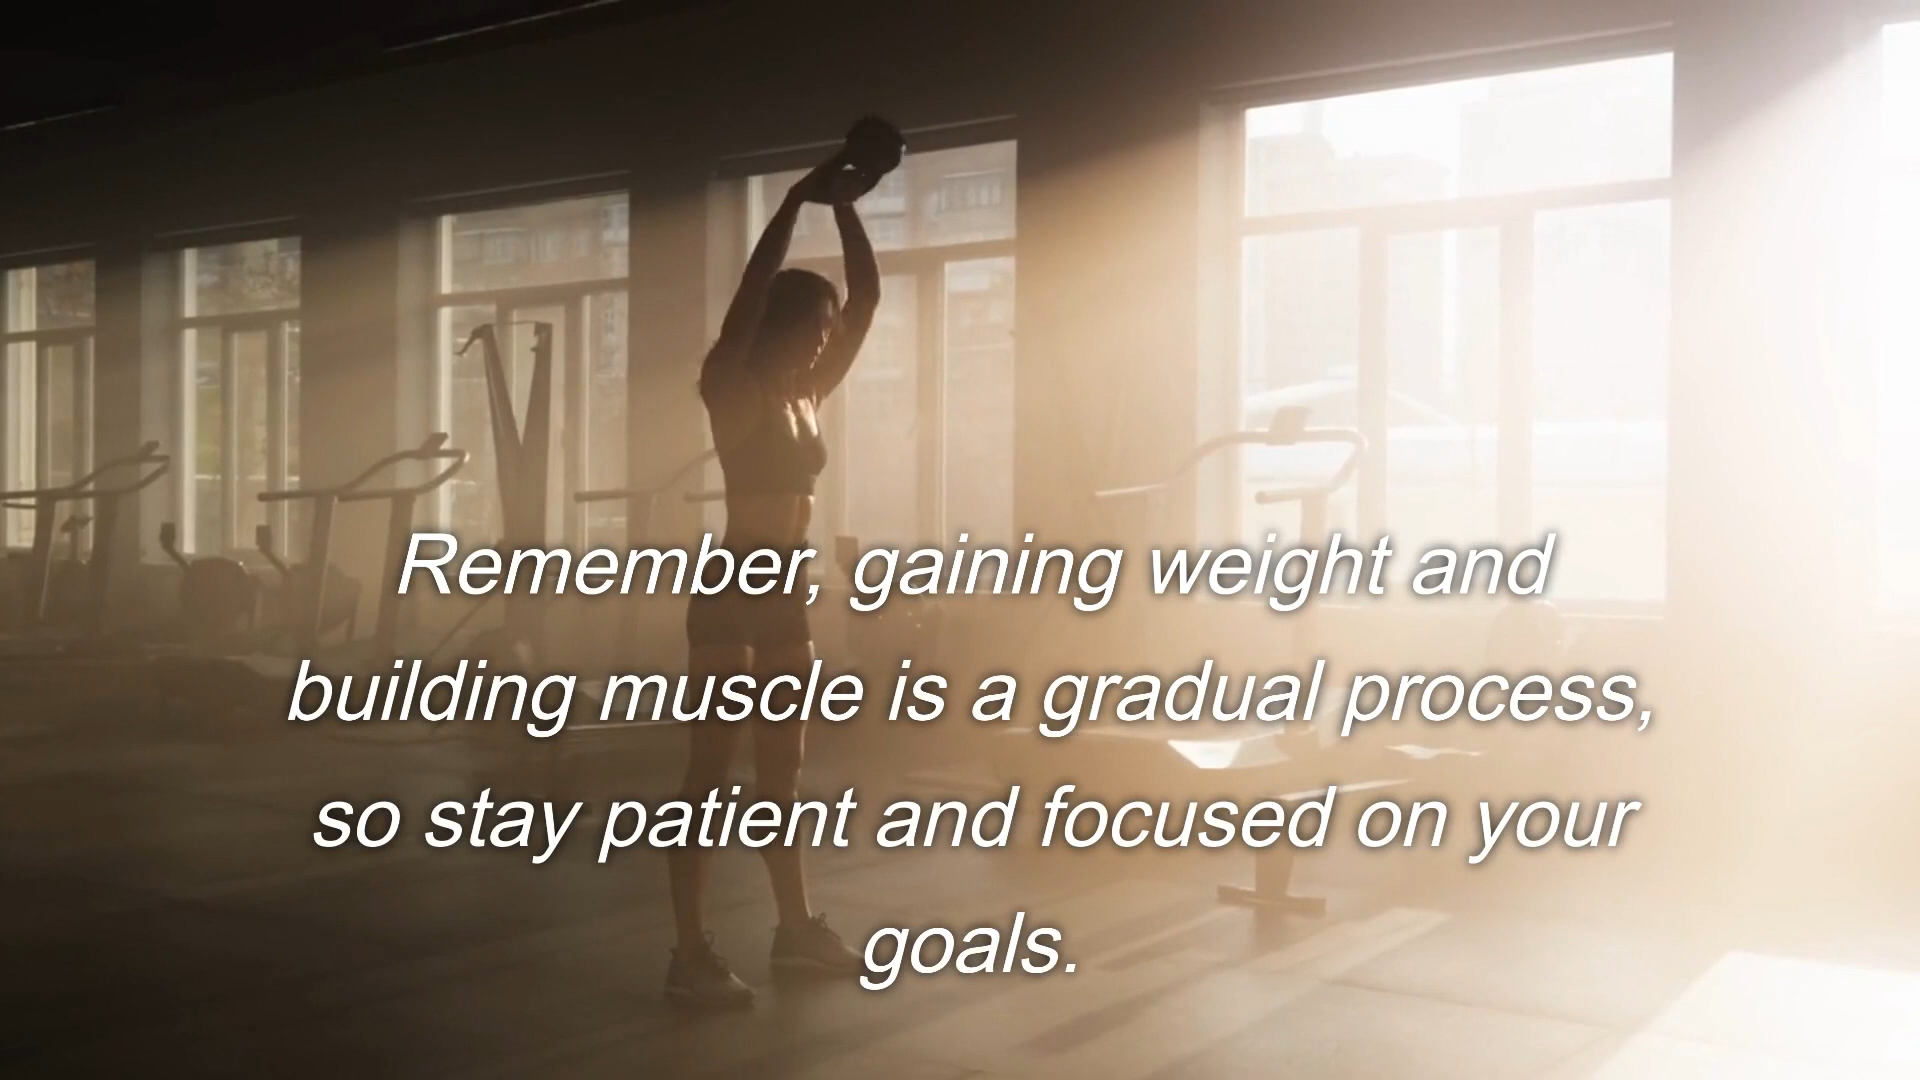 Remember, gaining weight and
building muscle is a gradual process,
so stay patient and focused on your
goals.